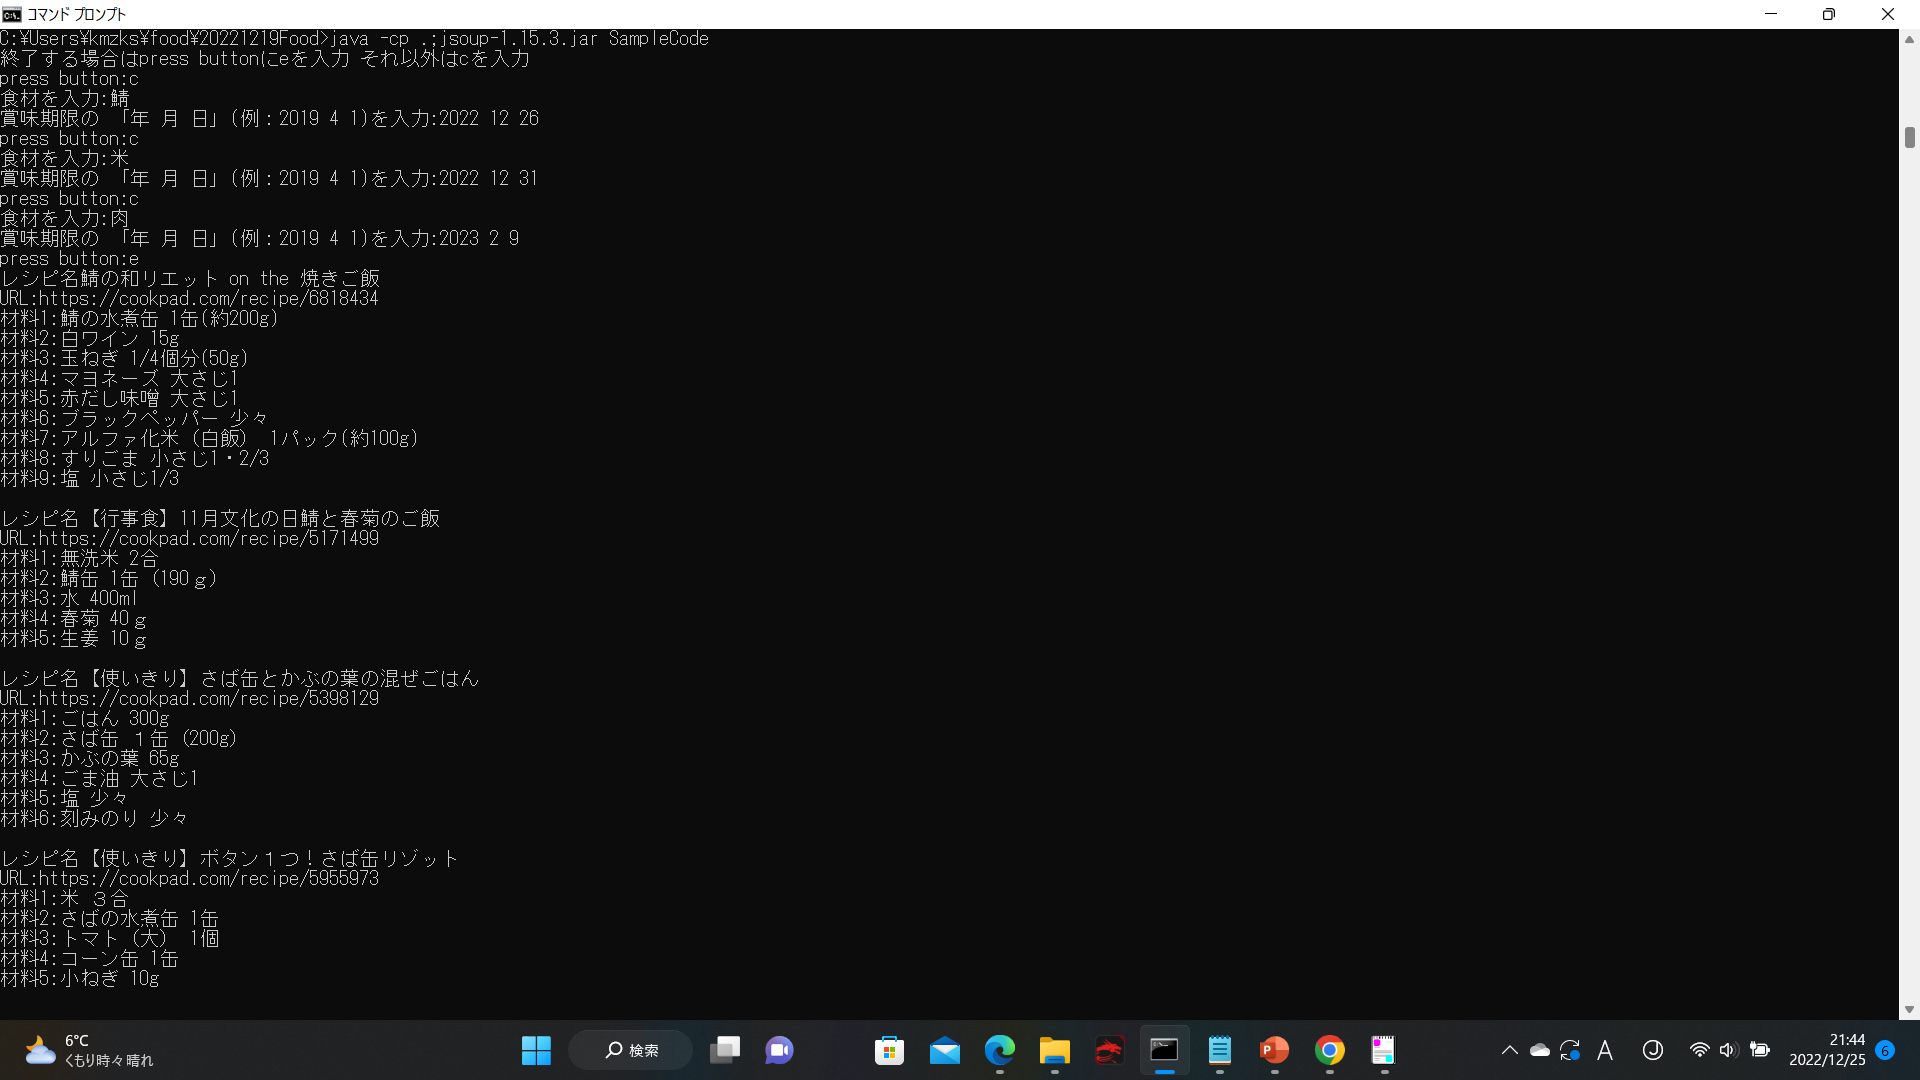 コマンド プロンプト
C:¥Users¥kmzks¥food¥20221219Food>java -cp .;jsoup-1.15.3.jar SampleCode
終了する場合はpress buttonにeを入力 それ以外はcを入力
press button:c
食材を入力:鯖
賞味期限の 「年 月 日」(例：2019 4 1)を入力:2022 12 26
press button:c
食材を入力:米
賞味期限の 「年 月 日」(例：2019 4 1)を入力:2022 12 31
press button:c
食材を入力:肉
賞味期限の 「年 月 日」(例：2019 4 1)を入力:2023 2 9
press button:e
レシピ名鯖の和リエット on the 焼きご飯
URL:https://cookpad.com/recipe/6818434
材料1:鯖の水煮缶 1缶(約200g)
材料2:白ワイン 15g
材料3:玉ねぎ 1/4個分(50g)
材料4:マヨネーズ 大さじ1
材料5:赤だし味噌 大さじ1
材料6:ブラックペッパー 少々
材料7:アルファ化米（白飯） 1パック(約100g)
材料8:すりごま 小さじ1・2/3
材料9:塩 小さじ1/3
レシピ名【行事食】11月文化の日鯖と春菊のご飯
URL:https://cookpad.com/recipe/5171499
材料1:無洗米 2合
材料2:鯖缶 1缶（190ｇ）
材料3:水 400ml
材料4:春菊 40ｇ
材料5:生姜 10ｇ
レシピ名【使いきり】さば缶とかぶの葉の混ぜごはん
URL:https://cookpad.com/recipe/5398129
材料1:ごはん 300g
材料2:さば缶 １缶（200g）
材料3:かぶの葉 65g
材料4:ごま油 大さじ1
材料5:塩 少々
材料6:刻みのり 少々
レシピ名【使いきり】ボタン１つ！さば缶リゾット
URL:https://cookpad.com/recipe/5955973
材料1:米 ３合
材料2:さばの水煮缶 1缶
材料3:トマト（大） 1個
材料4:コーン缶 1缶
材料5:小ねぎ 10g
6°C
くもり時々晴れ
検索
A
21:44
2022/12/25
6